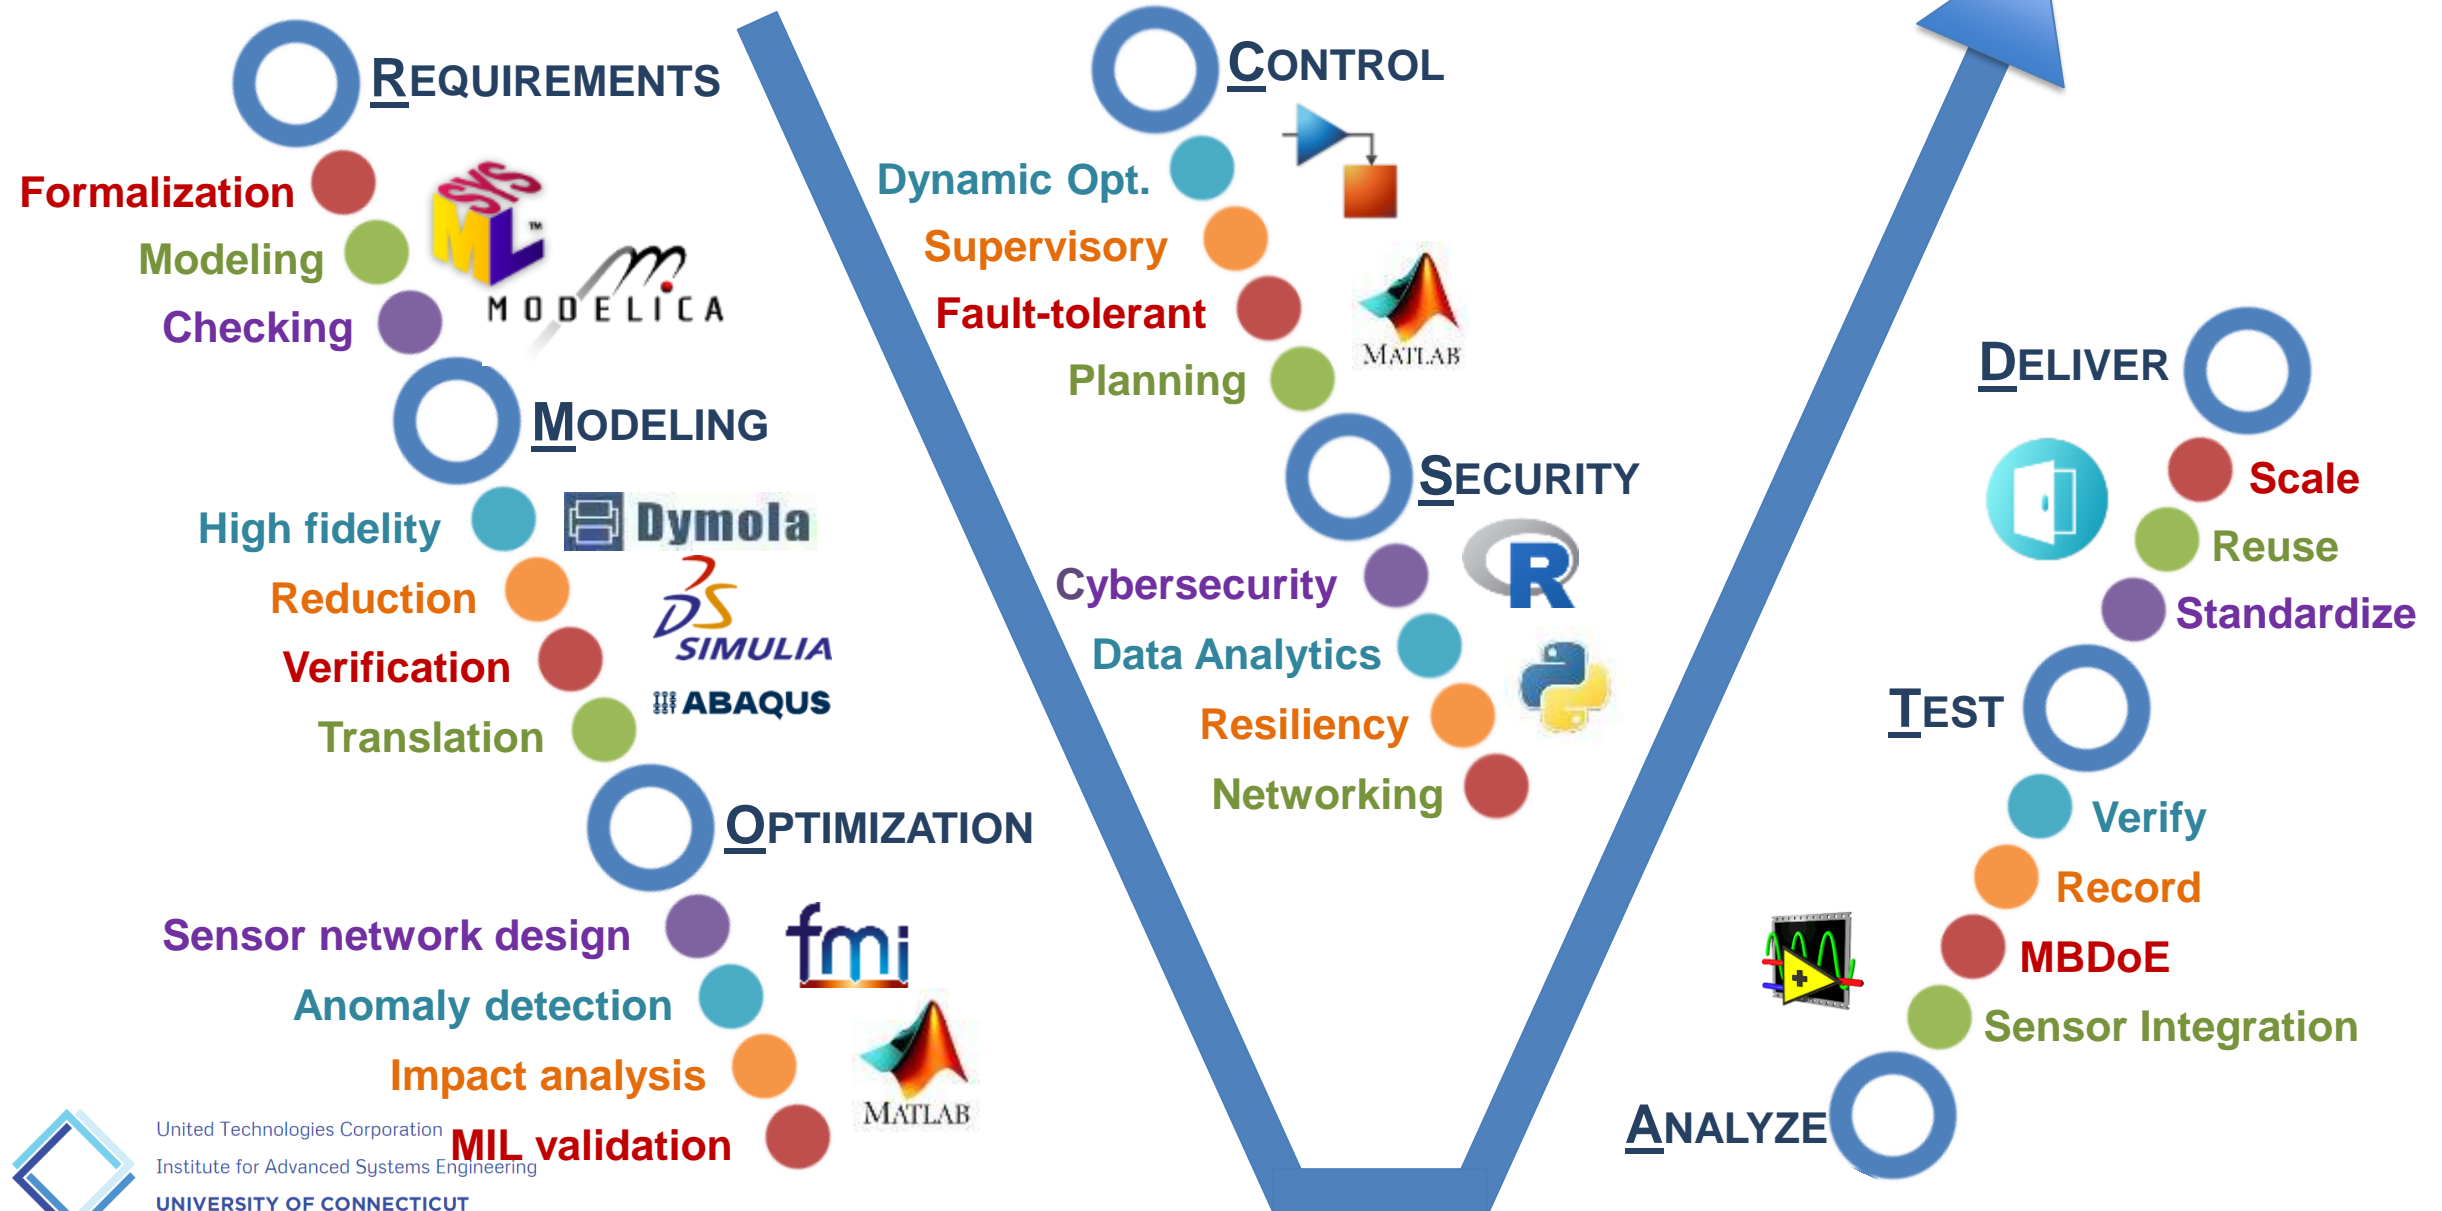 REQUIREMENTS
Formalization
Modeling
Checking
SYS
ML™
MODELICA
MODELING
High fidelity
Reduction
Verification
Translation
Dymola
DS
SIMULIA
ABAQUS
OPTIMIZATION
Sensor network design
Anomaly detection
Impact analysis
MIL validation
fmi
MATLAB
United Technologies Corporation
Institute for Advanced Systems Engineering
UNIVERSITY OF CONNECTICUT
CONTROL
Dynamic Opt.
Supervisory
Fault-tolerant
Planning
MATLAB
SECURITY
Cybersecurity
Data Analytics
Resiliency
Networking
R
DELIVER
Scale
Reuse
Standardize
TEST
Verify
Record
MBDoE
Sensor Integration
ANALYZE